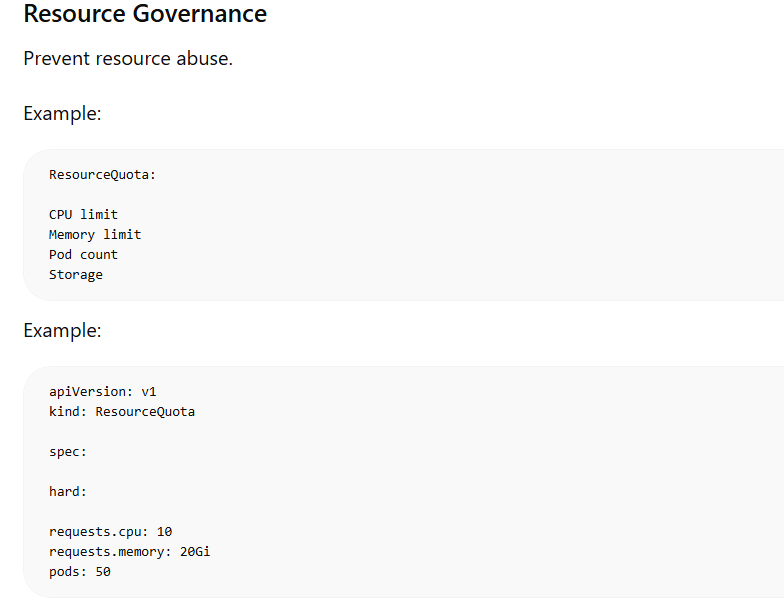 Resource Governance
Prevent resource abuse.
Example:
ResourceQuota:
CPU limit
Memory limit
Pod count
Storage
Example:
apiVersion: v1
kind: ResourceQuota
spec:
hard:
requests.cpu: 10
requests.memory: 20Gi
pods: 50